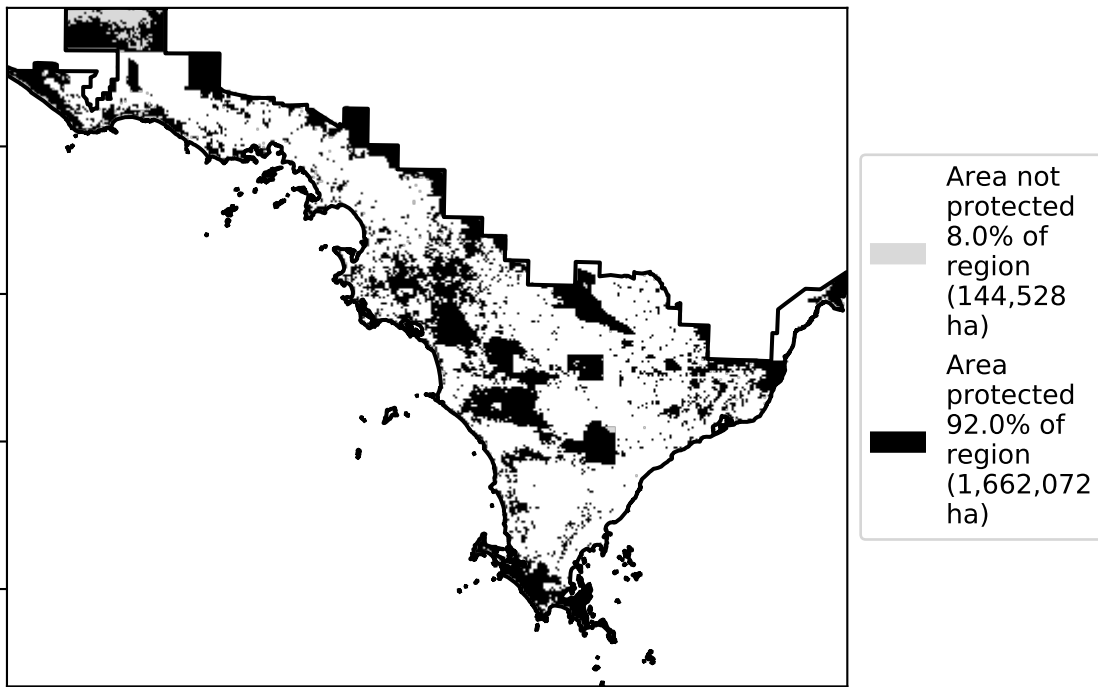 Area not
protected
8.0% of
region
(144,528
ha)
Area
protected
92.0% of
region
(1,662,072
ha)